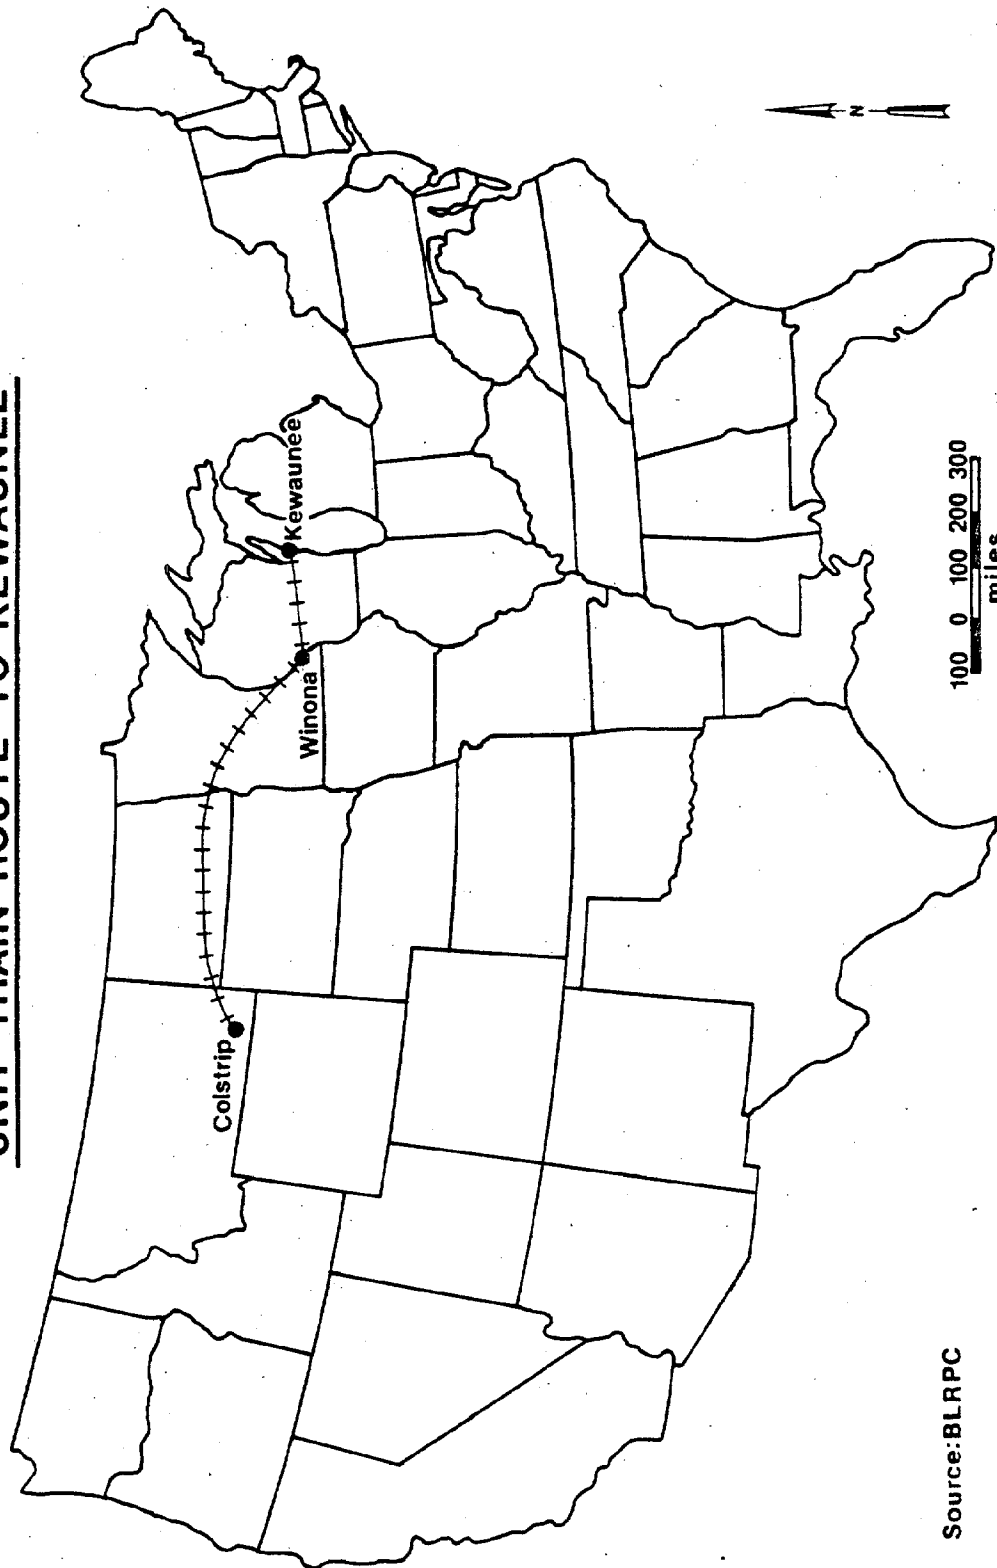 UNIT TRAIN ROUTE TO KEWAUNEE
Colstrip
Winona
Kewaunee
N
100 0 100 200 300
miles
Source:BLRPC